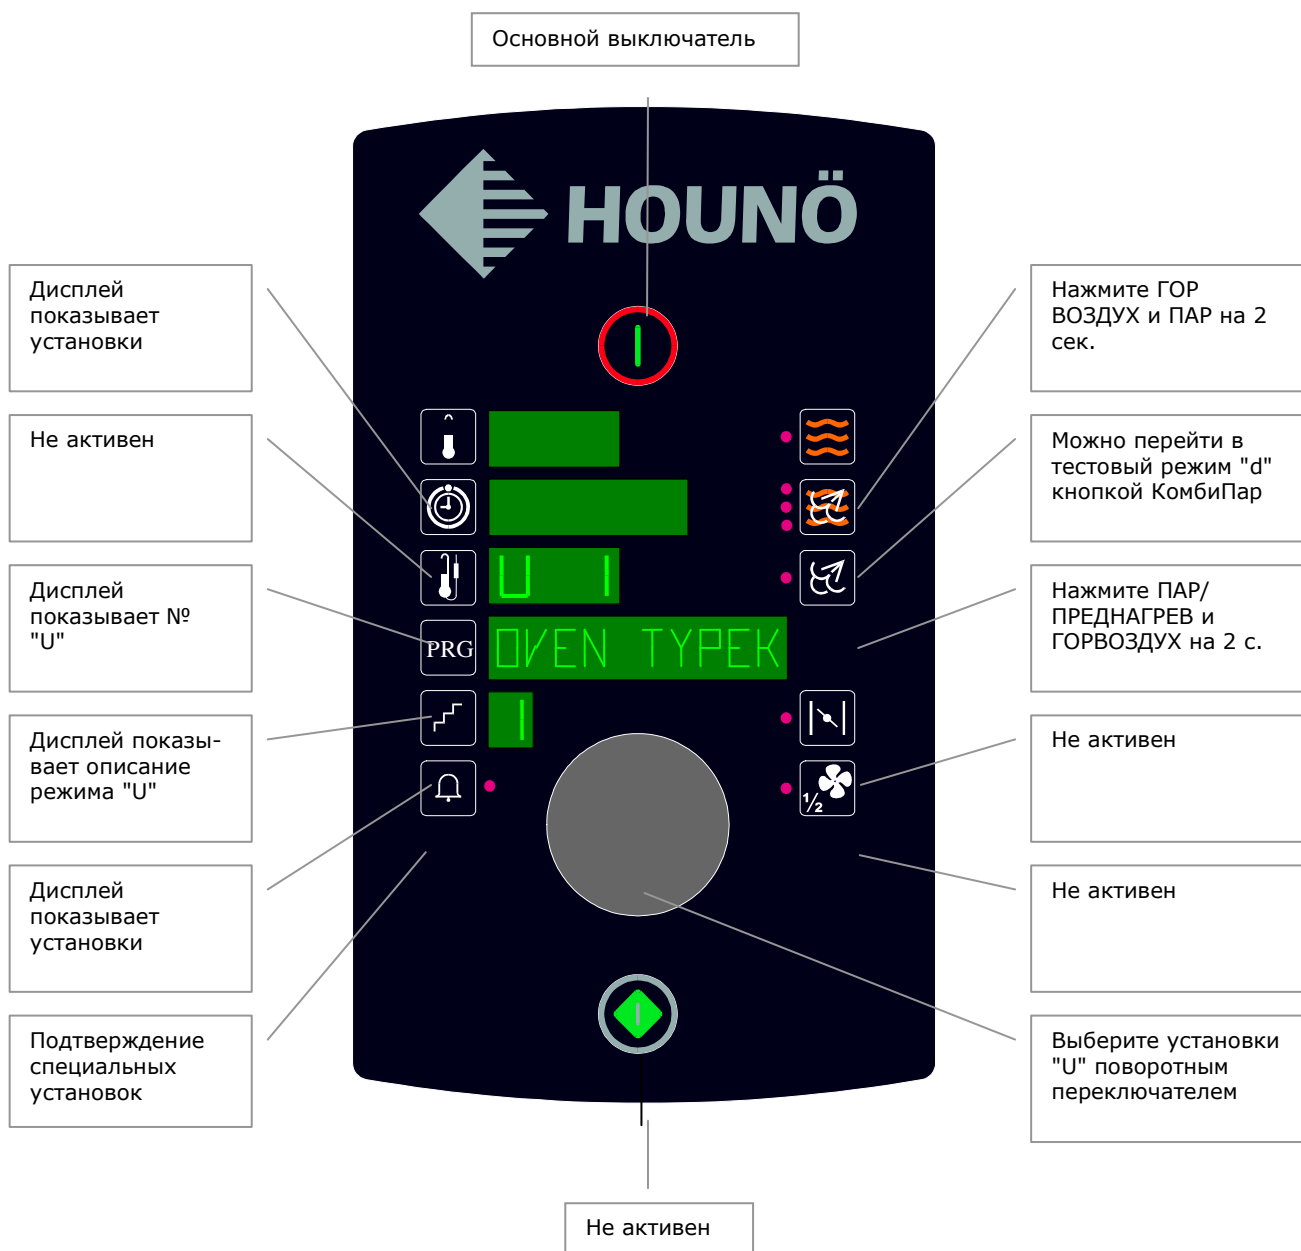 Основной выключатель
HOUNÖ
Дисплей
показывает
установки
Не активен
Дисплей
показывает №
"U"
Дисплей показы-
вает описание
режима "U"
Дисплей
показывает
установки
Подтверждение
специальных
установок
U 1
PRG
OVEN TYPEK
1
1/2
Нажмите ГОР
ВОЗДУХ и ПАР на 2
сек.
Можно перейти в
тестовый режим "d"
кнопкой КомбиПар
Нажмите ПАР/
ПРЕДНАГРЕВ и
ГОРВОЗДУХ на 2 с.
Не активен
Не активен
Выберите установки
"U" поворотным
переключателем
Не активен